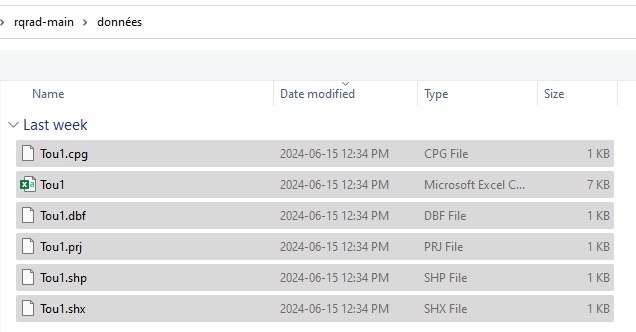 rqrad-main > données
Name Date modified Type Size
Last week
Tou1.cpg 2024-06-15 12:34 PM CPG File 1 KB
Tou1 2024-06-15 12:34 PM Microsoft Excel C... 7 KB
Tou1.dbf 2024-06-15 12:34 PM DBF File 1 KB
Tou1.prj 2024-06-15 12:34 PM PRJ File 1 KB
Tou1.shp 2024-06-15 12:34 PM SHP File 1 KB
Tou1.shx 2024-06-15 12:34 PM SHX File 1 KB